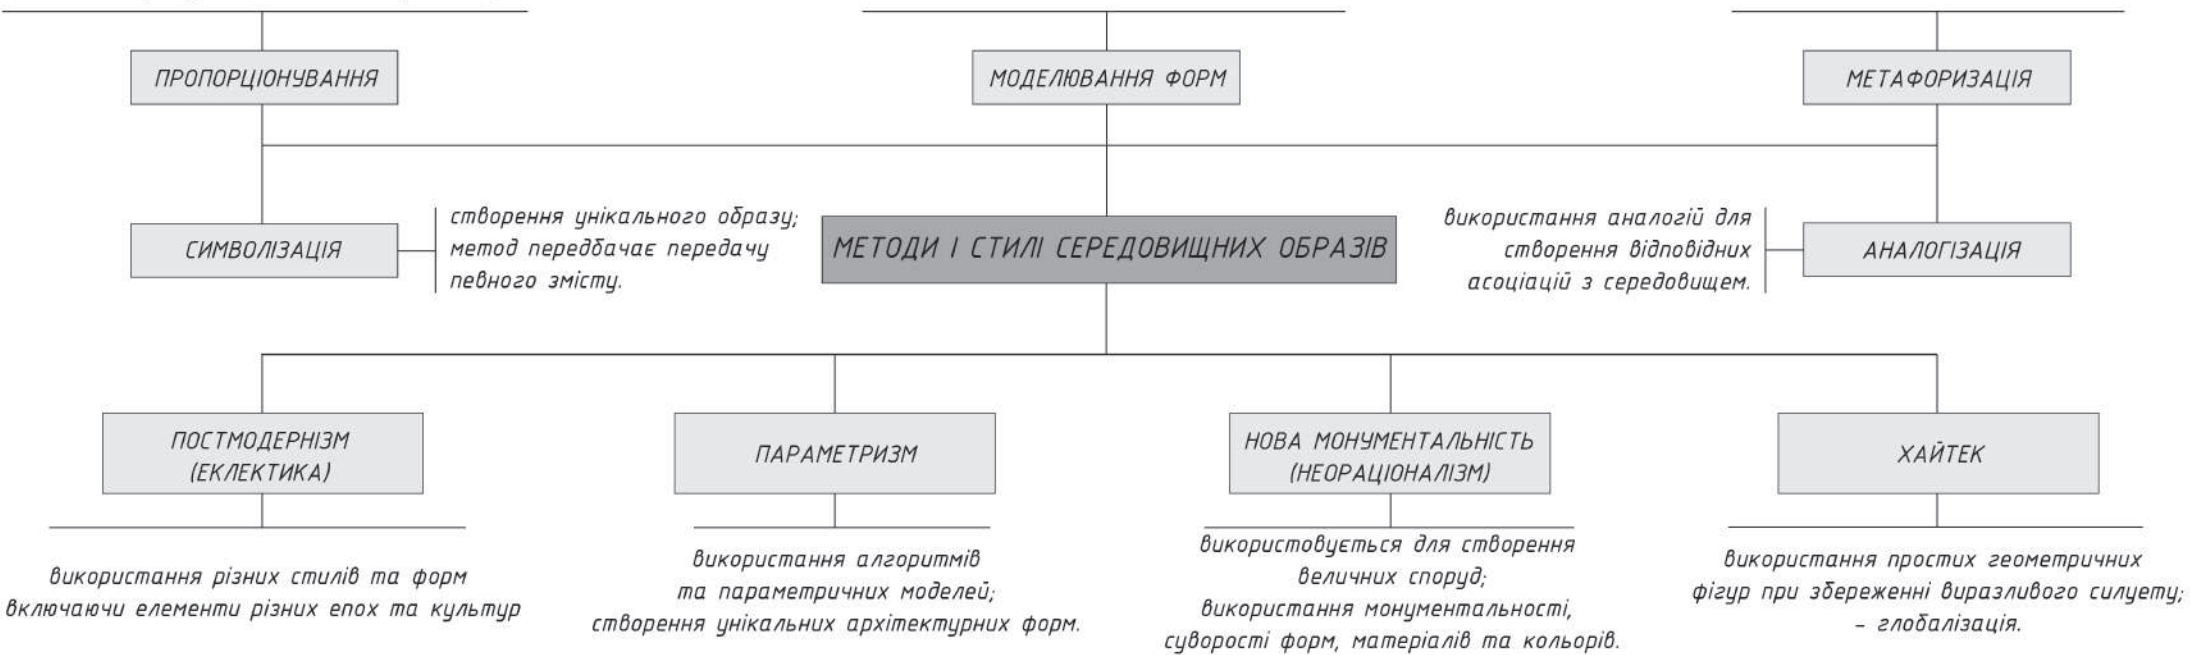 ПРОПОРЦІОНУВАННЯ
МОДЕЛЮВАННЯ ФОРМ
МЕТАФОРИЗАЦІЯ
СИМВОЛІЗАЦІЯ
створення унікального образу;
метод передбачає передачу
певного змісту.
МЕТОДИ І СТИЛІ СЕРЕДОВИЩНИХ ОБРАЗІВ
використання аналогій для
створення відповідних
асоціацій з середовищем.
АНАЛОГІЗАЦІЯ
ПОСТМОДЕРНІЗМ
(ЕКЛЕКТИКА)
ПАРАМЕТРИЗМ
НОВА МОНУМЕНТАЛЬНІСТЬ
(НЕОРАЦІОНАЛІЗМ)
ХАЙТЕК
використання різних стилів та форм
включаючи елементи різних епох та культур
використання алгоритмів
та параметричних моделей;
створення унікальних архітектурних форм.
використовується для створення
величних споруд;
використання монументальності,
суворості форм, матеріалів та кольорів.
використання простих геометричних
фігур при збереженні виразливого силуету;
- глобалізація.